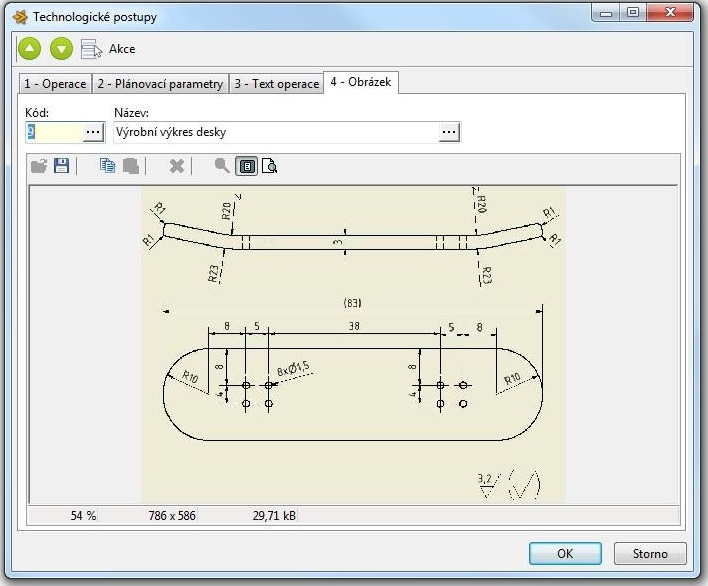 Technologické postupy
Akce
1 - Operace 2 - Plánovací parametry 3 - Text operace 4 - Obrázek
Kód: Název:
9 ... Výrobní výkres desky ...
R1 R20 R20 R1
R1 R23 3 R23 R1
(83)
8 5 38 5 8
8 8
R10 8xØ1,5 R10
4 4
3,2
54 % 786 x 586 29,71 kB
OK Storno